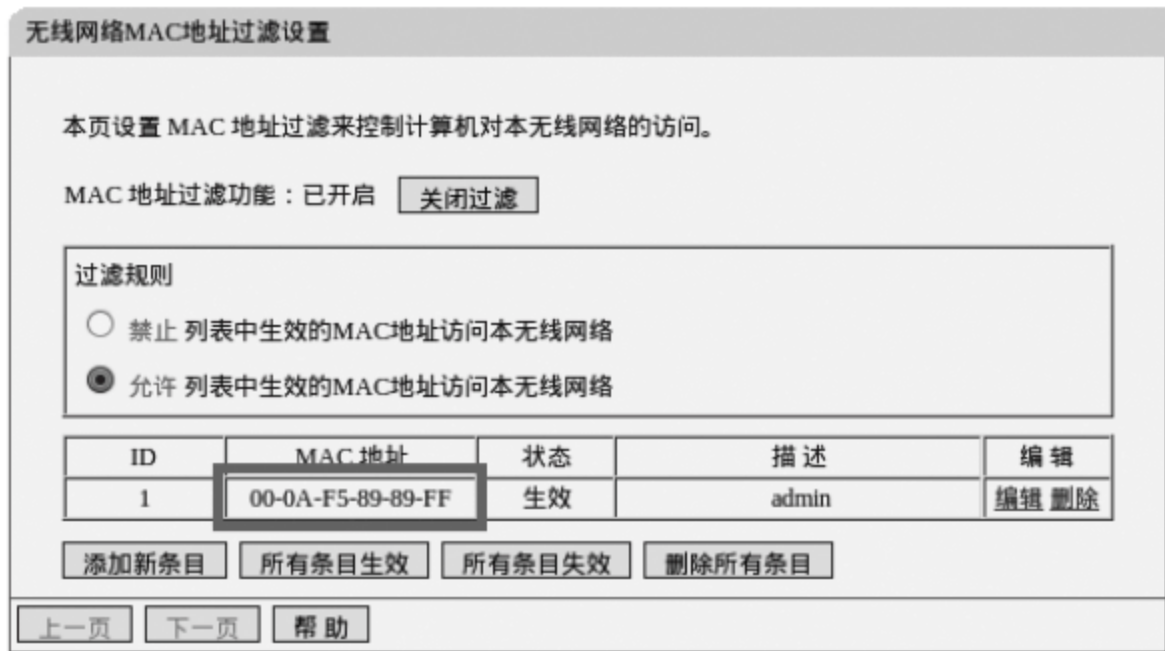 无线网络MAC地址过滤设置
本页设置 MAC 地址过滤来控制计算机对本无线网络的访问。
MAC 地址过滤功能：已开启 关闭过滤
过滤规则
禁止 列表中生效的MAC地址访问本无线网络
允许 列表中生效的MAC地址访问本无线网络
ID MAC 地址 状态 描 述 编 辑
1 00-0A-F5-89-89-FF 生效 admin 编辑 删除
添加新条目 所有条目生效 所有条目失效 删除所有条目
上一页 下一页 帮 助